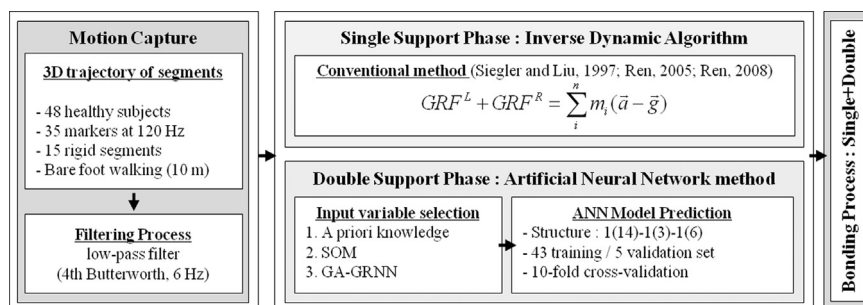 Motion Capture
3D trajectory of segments
- 48 healthy subjects
- 35 markers at 120 Hz
- 15 rigid segments
- Bare foot walking (10 m)
Filtering Process
low-pass filter
(4th Butterworth, 6 Hz)
Single Support Phase : Inverse Dynamic Algorithm
Conventional method (Siegler and Liu, 1997; Ren, 2005; Ren, 2008)
GRF^L + GRF^R = \sum_{i}^{n} m_i(\vec{a} - \vec{g})
Double Support Phase : Artificial Neural Network method
Input variable selection
1. A priori knowledge
2. SOM
3. GA-GRNN
ANN Model Prediction
- Structure : 1(14)-1(3)-1(6)
- 43 training / 5 validation set
- 10-fold cross-validation
Bonding Process : Single+Double